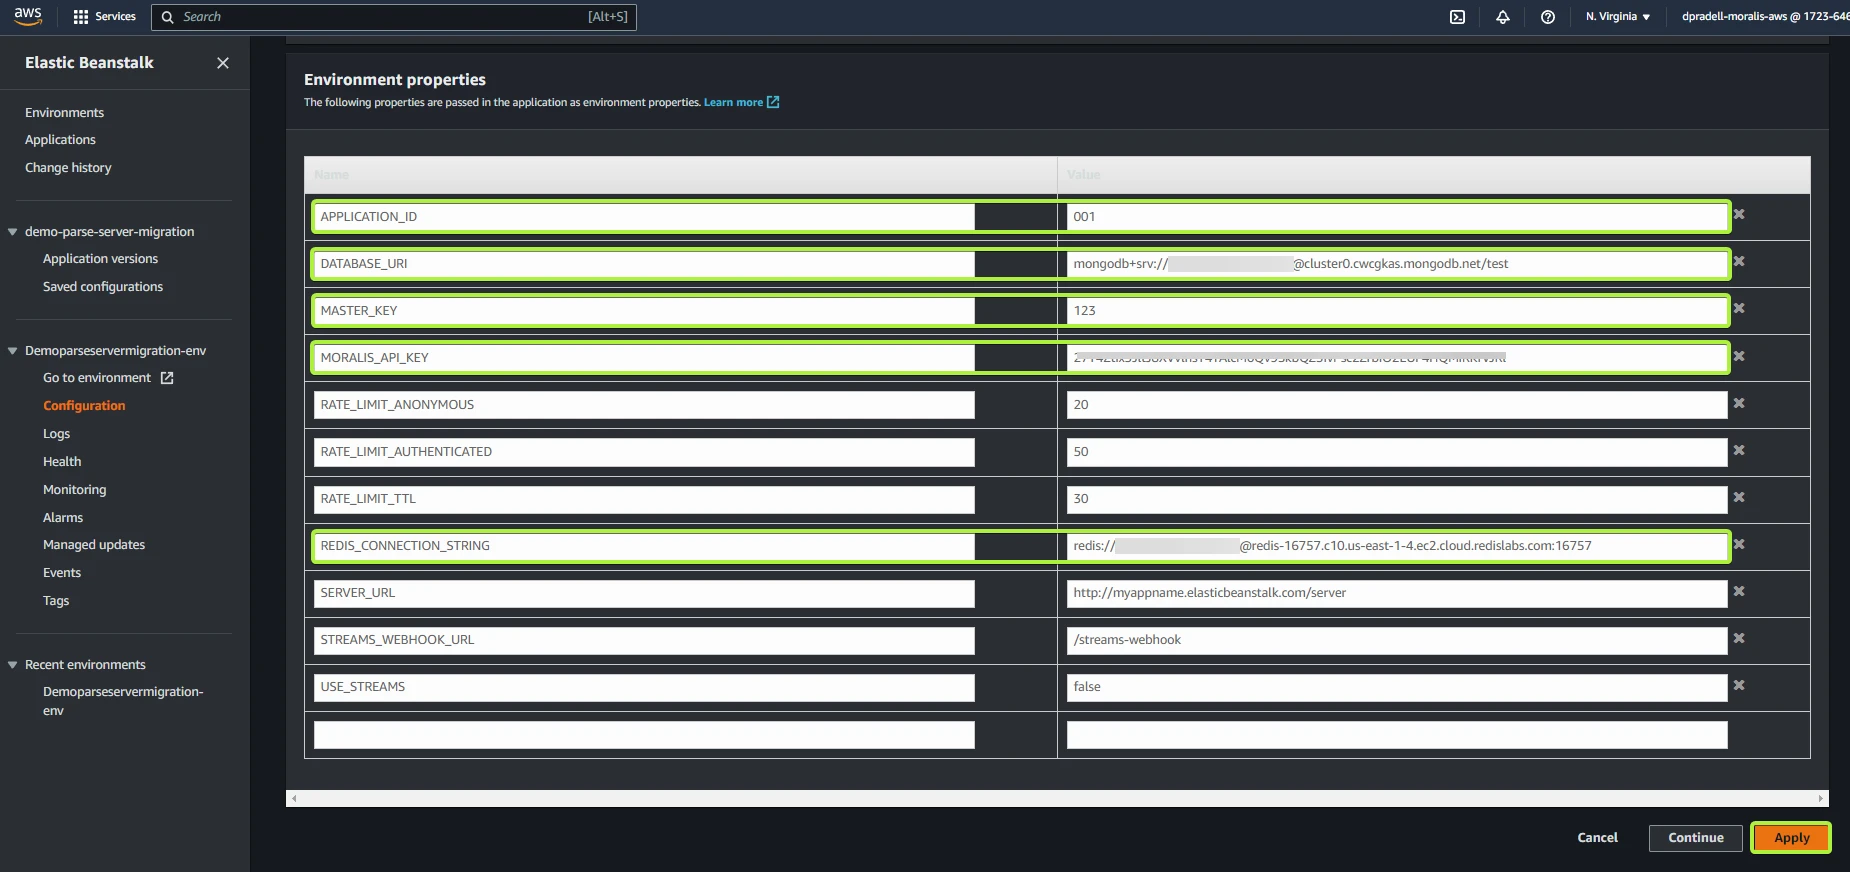 aws
Services
Search
[Alt+S]
N. Virginia
dpradell-moralis-aws @ 1723-646
Elastic Beanstalk
Environments
Applications
Change history
demo-parse-server-migration
Application versions
Saved configurations
Demoparseservermigration-env
Go to environment
Configuration
Logs
Health
Monitoring
Alarms
Managed updates
Events
Tags
Recent environments
Demoparseservermigration-
env
Environment properties
The following properties are passed in the application as environment properties. Learn more
Name Value
APPLICATION_ID 001
DATABASE_URI mongodb+srv:// @cluster0.cwcgkas.mongodb.net/test
MASTER_KEY 123
MORALIS_API_KEY
RATE_LIMIT_ANONYMOUS 20
RATE_LIMIT_AUTHENTICATED 50
RATE_LIMIT_TTL 30
REDIS_CONNECTION_STRING redis:// @redis-16757.c10.us-east-1-4.ec2.cloud.redislabs.com:16757
SERVER_URL http://myappname.elasticbeanstalk.com/server
STREAMS_WEBHOOK_URL /streams-webhook
USE_STREAMS false
Cancel
Continue
Apply